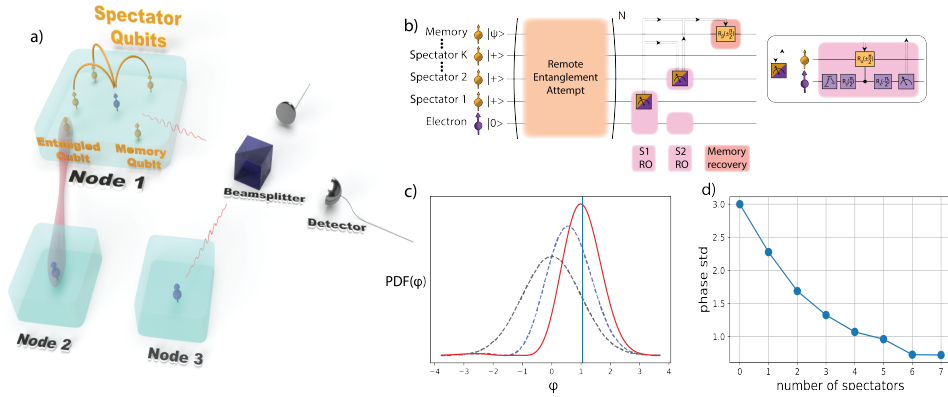 a)
Spectator
Qubits
Entangled
Qubit
Memory
Qubit
Node 1
Node 2
Node 3
Beamsplitter
Detector
b)
N
Memory |ψ>
Spectator K |+>
Spectator 2 |+>
Spectator 1 |+>
Electron |0>
Remote
Entanglement
Attempt
S1
RO
S2
RO
Memory
recovery
c)
PDF(φ)
−4 −3 −2 −1 0 1 2 3 4
φ
d)
phase std
3.0
2.5
2.0
1.5
1.0
0 1 2 3 4 5 6 7
number of spectators